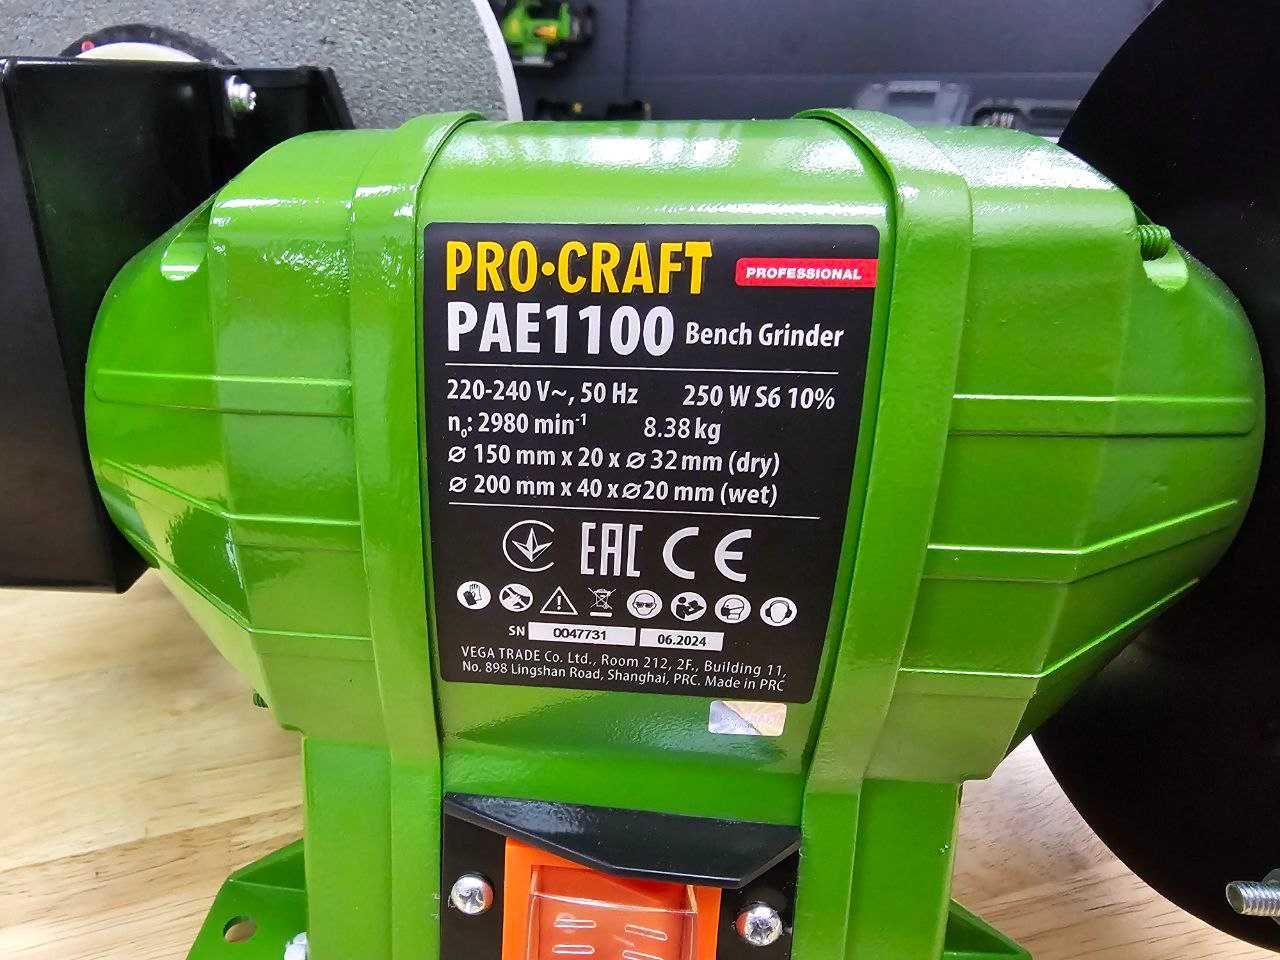 PRO·CRAFT PROFESSIONAL
PAE1100 Bench Grinder
220-240 V~, 50 Hz 250 W S6 10%
n₀: 2980 min⁻¹ 8.38 kg
⌀ 150 mm x 20 x ⌀ 32 mm (dry)
⌀ 200 mm x 40 x ⌀ 20 mm (wet)
EAC CE
SN 0047731 06.2024
VEGA TRADE Co. Ltd., Room 212, 2F., Building 11,
No. 898 Lingshan Road, Shanghai, PRC. Made in PRC